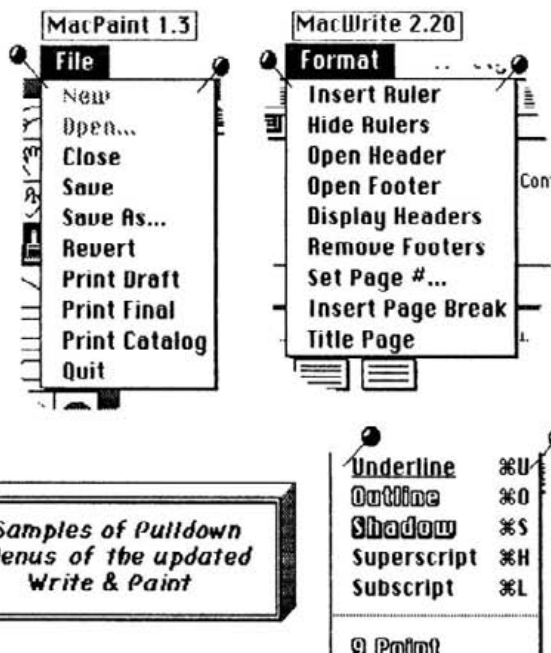 MacPaint 1.3
File
New
Open...
Close
Save
Save As...
Revert
Print Draft
Print Final
Print Catalog
Quit
MacWrite 2.20
Format
Insert Ruler
Hide Rulers
Open Header
Open Footer
Display Headers
Remove Footers
Set Page #...
Insert Page Break
Title Page
Samples of Pulldown
Menus of the updated
Write & Paint
Underline ⌘U
Outline ⌘O
Shadow ⌘S
Superscript ⌘H
Subscript ⌘L
9 Point